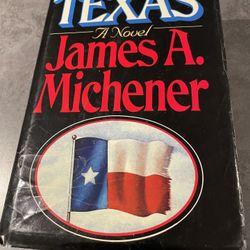 TEXAS
A Novel
James A.
Michener